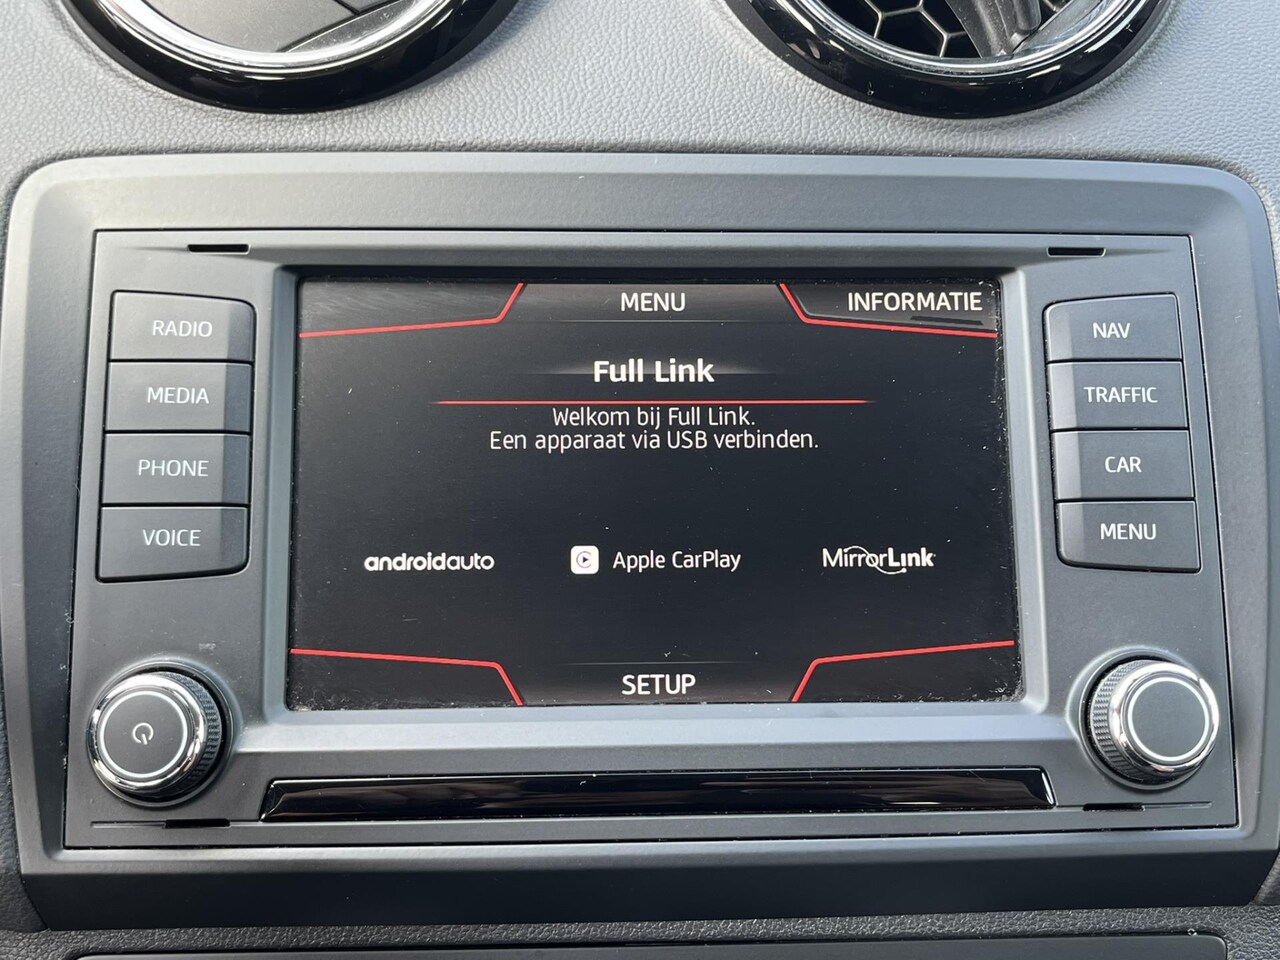 MENU
INFORMATIE
RADIO
MEDIA
PHONE
VOICE
Full Link
Welkom bij Full Link.
Een apparaat via USB verbinden.
androidauto
Apple CarPlay
MirrorLink
SETUP
NAV
TRAFFIC
CAR
MENU